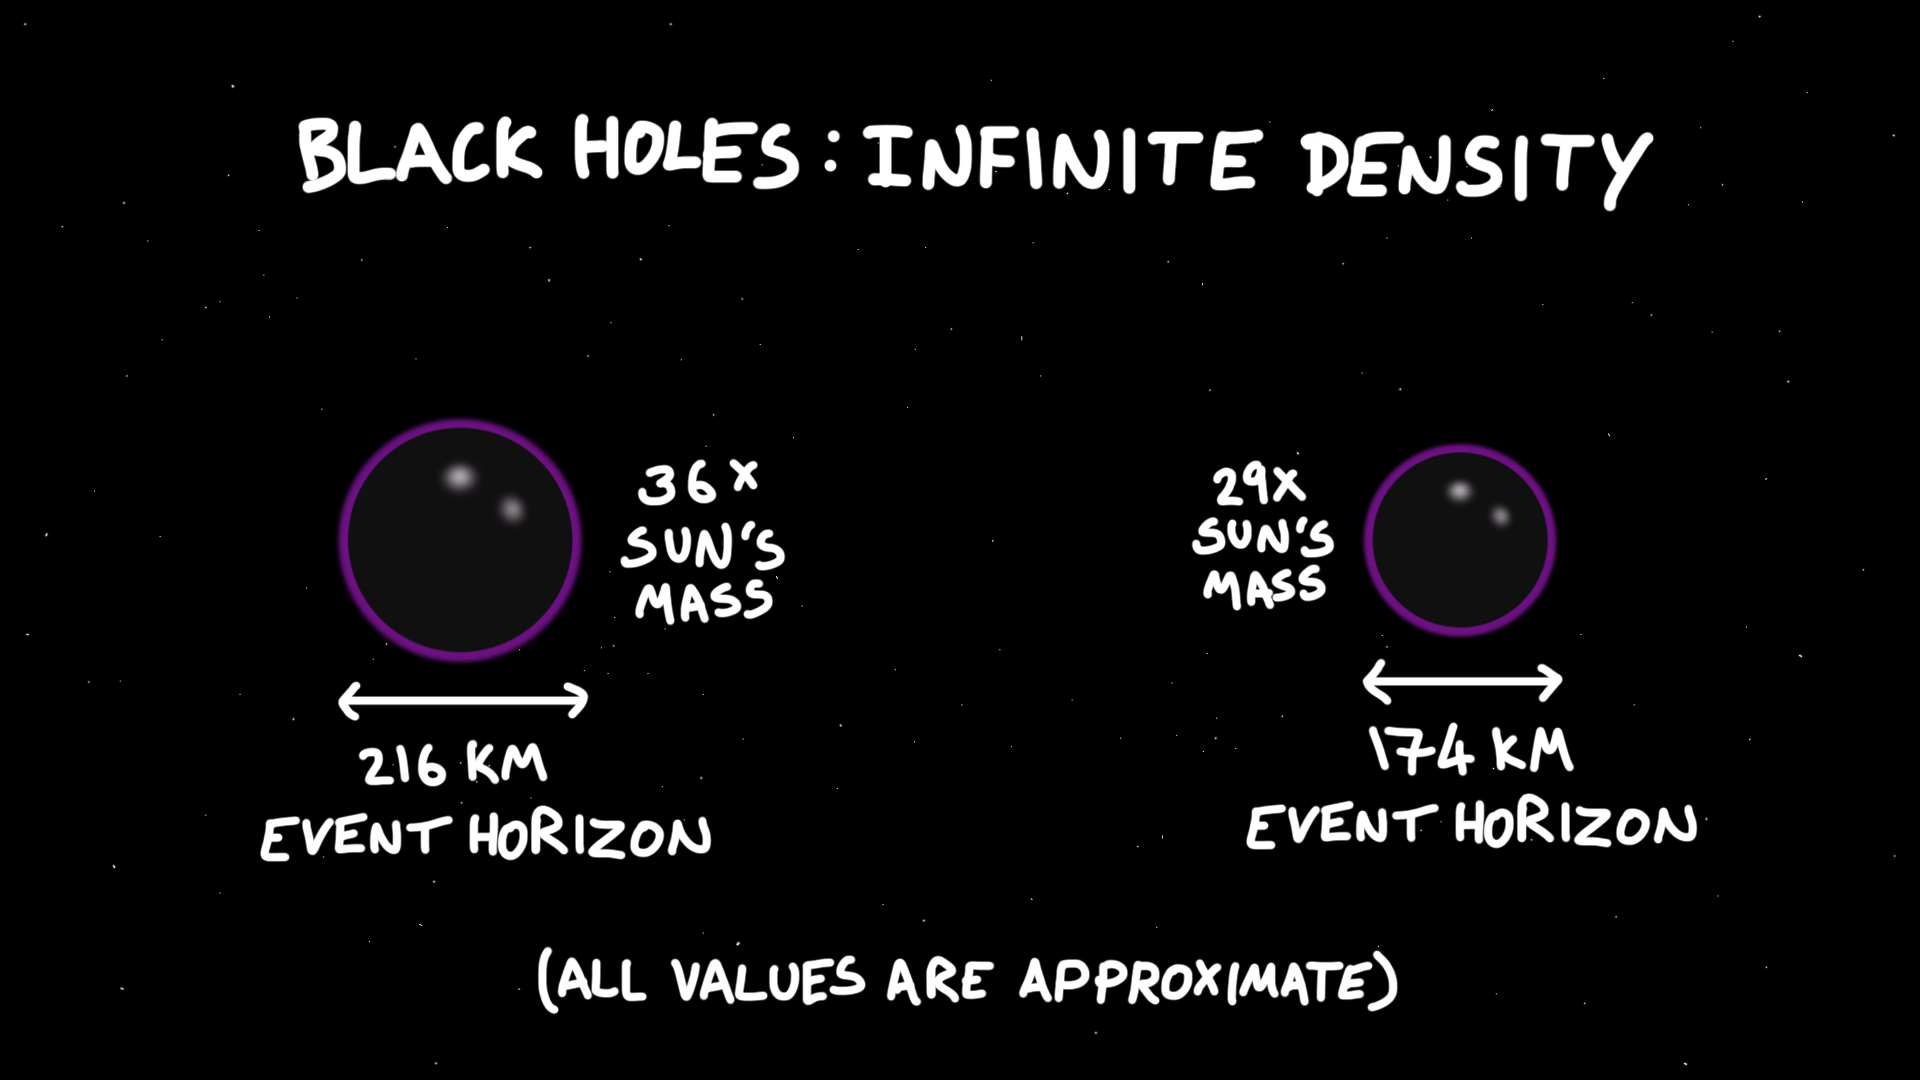 BLACK HOLES: INFINITE DENSITY
36x
SUN'S
MASS
216 KM
EVENT HORIZON
29x
SUN'S
MASS
174 KM
EVENT HORIZON
(ALL VALUES ARE APPROXIMATE)